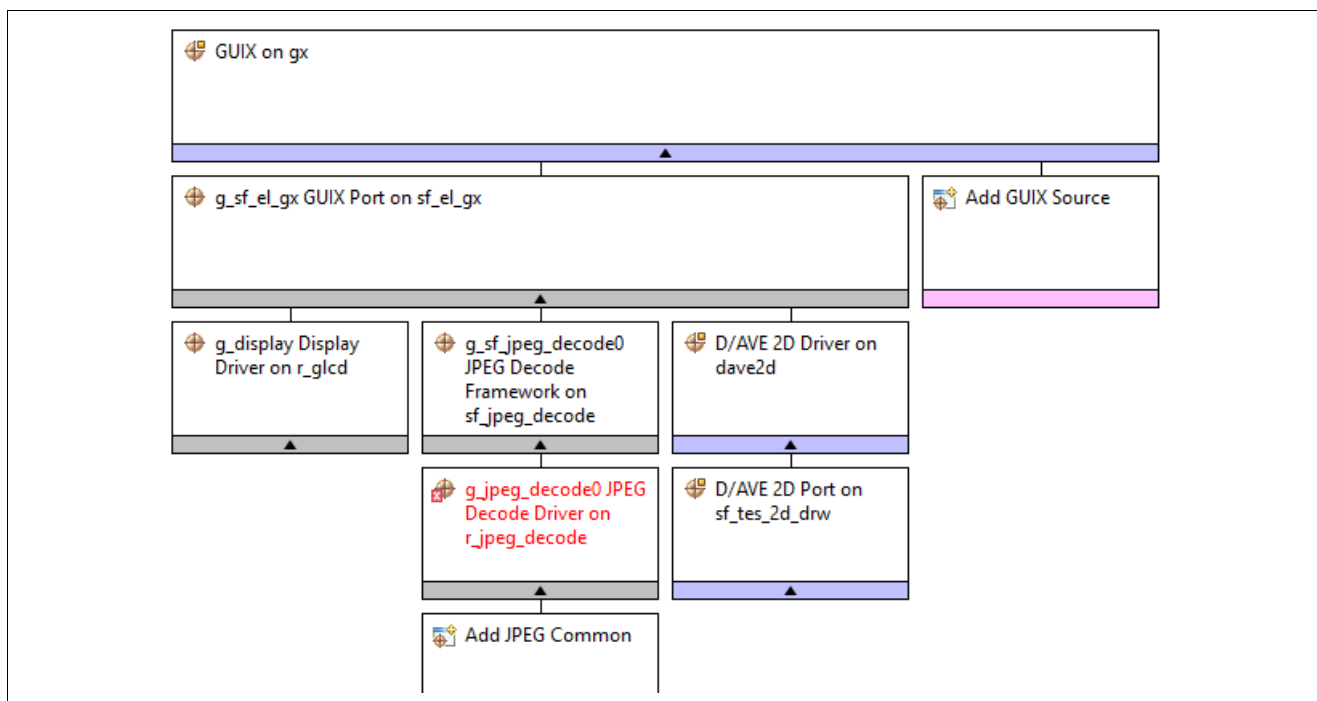 GUIX on gx
g_sf_el_gx GUIX Port on sf_el_gx
Add GUIX Source
g_display Display
Driver on r_glcd
g_sf_jpeg_decode0
JPEG Decode
Framework on
sf_jpeg_decode
D/AVE 2D Driver on
dave2d
g_jpeg_decode0 JPEG
Decode Driver on
r_jpeg_decode
D/AVE 2D Port on
sf_tes_2d_drw
Add JPEG Common